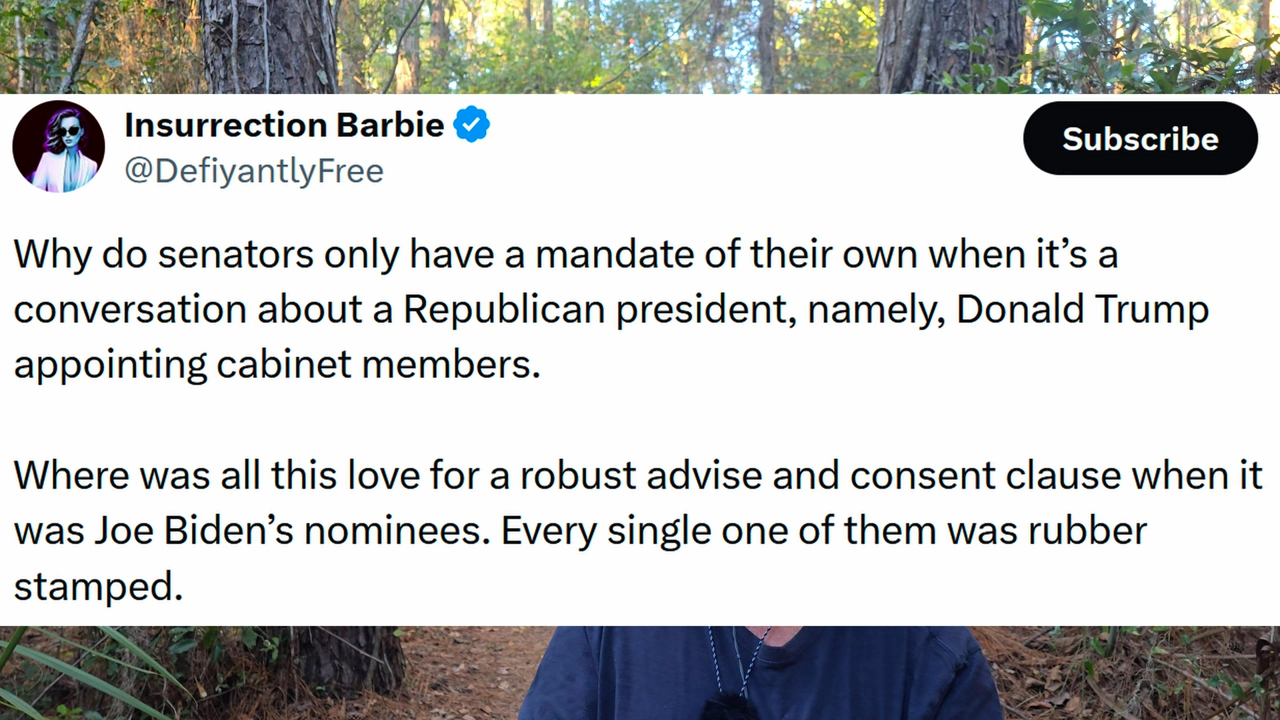 Insurrection Barbie
@DefiyantlyFree
Subscribe
Why do senators only have a mandate of their own when it’s a
conversation about a Republican president, namely, Donald Trump
appointing cabinet members.
Where was all this love for a robust advise and consent clause when it
was Joe Biden’s nominees. Every single one of them was rubber
stamped.